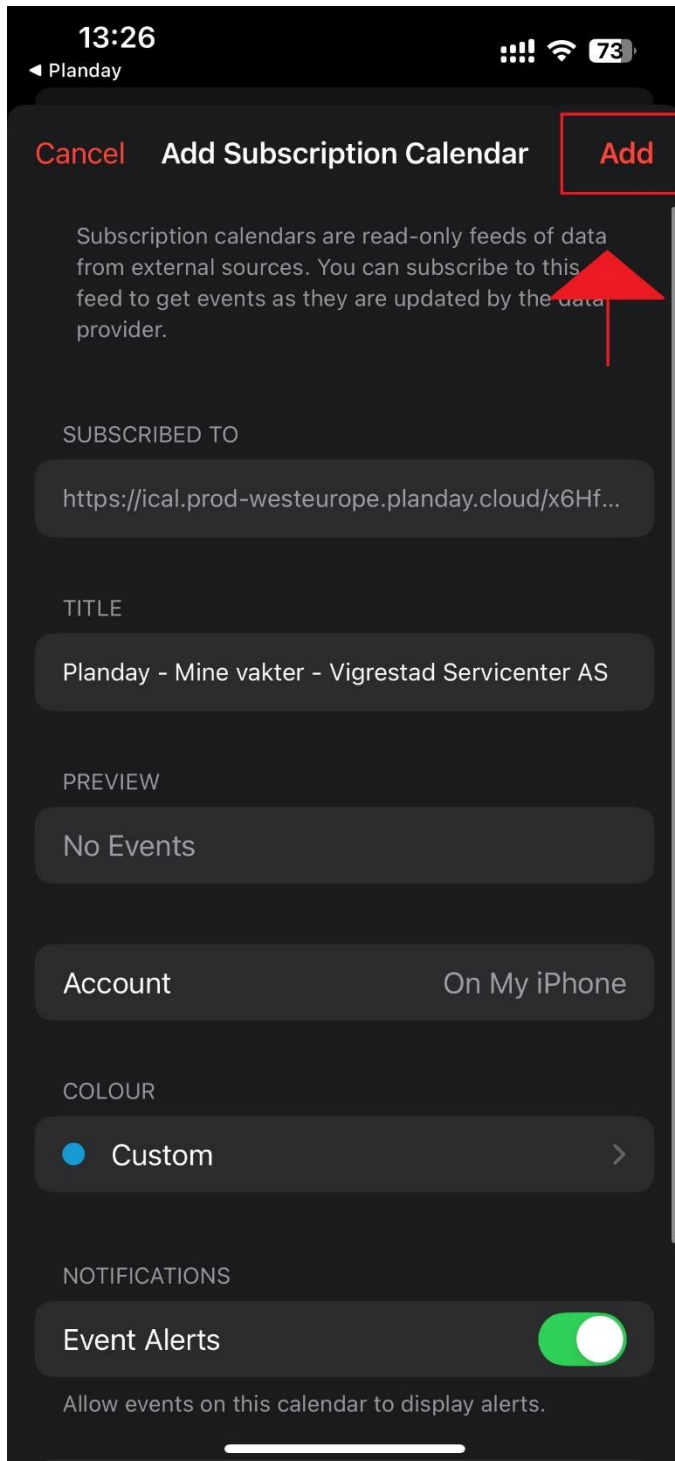 13:26
73
◀ Planday
Cancel Add Subscription Calendar Add
Subscription calendars are read-only feeds of data
from external sources. You can subscribe to this
feed to get events as they are updated by the data
provider.
SUBSCRIBED TO
https://ical.prod-westeurope.planday.cloud/x6Hf...
TITLE
Planday - Mine vakter - Vigrestad Servicenter AS
PREVIEW
No Events
Account On My iPhone
COLOUR
Custom
NOTIFICATIONS
Event Alerts
Allow events on this calendar to display alerts.